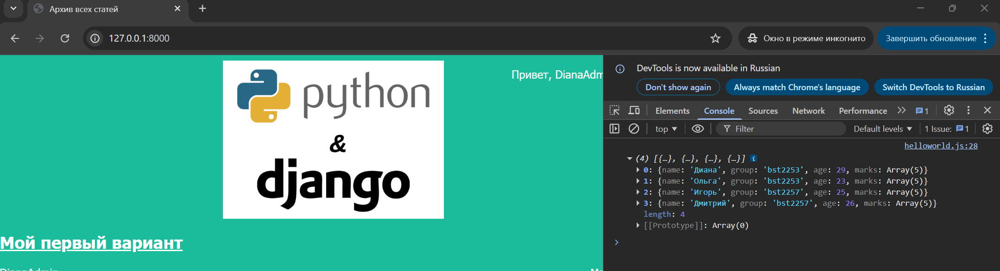 Архив всех статей
127.0.0.1:8000
Окно в режиме инкогнито
Завершить обновление
python
&
django
Привет, DianaAdm
Мой первый вариант
DianaAdmin
DevTools is now available in Russian
Don't show again
Always match Chrome's language
Switch DevTools to Russian
Elements Console Sources Network Performance 1
top Filter Default levels 1 Issue: 1
helloworld.js:28
(4) [{…}, {…}, {…}, {…}] i
0: {name: 'Диана', group: 'bst2253', age: 29, marks: Array(5)}
1: {name: 'Ольга', group: 'bst2253', age: 23, marks: Array(5)}
2: {name: 'Игорь', group: 'bst2257', age: 25, marks: Array(5)}
3: {name: 'Дмитрий', group: 'bst2257', age: 26, marks: Array(5)}
length: 4
[[Prototype]]: Array(0)